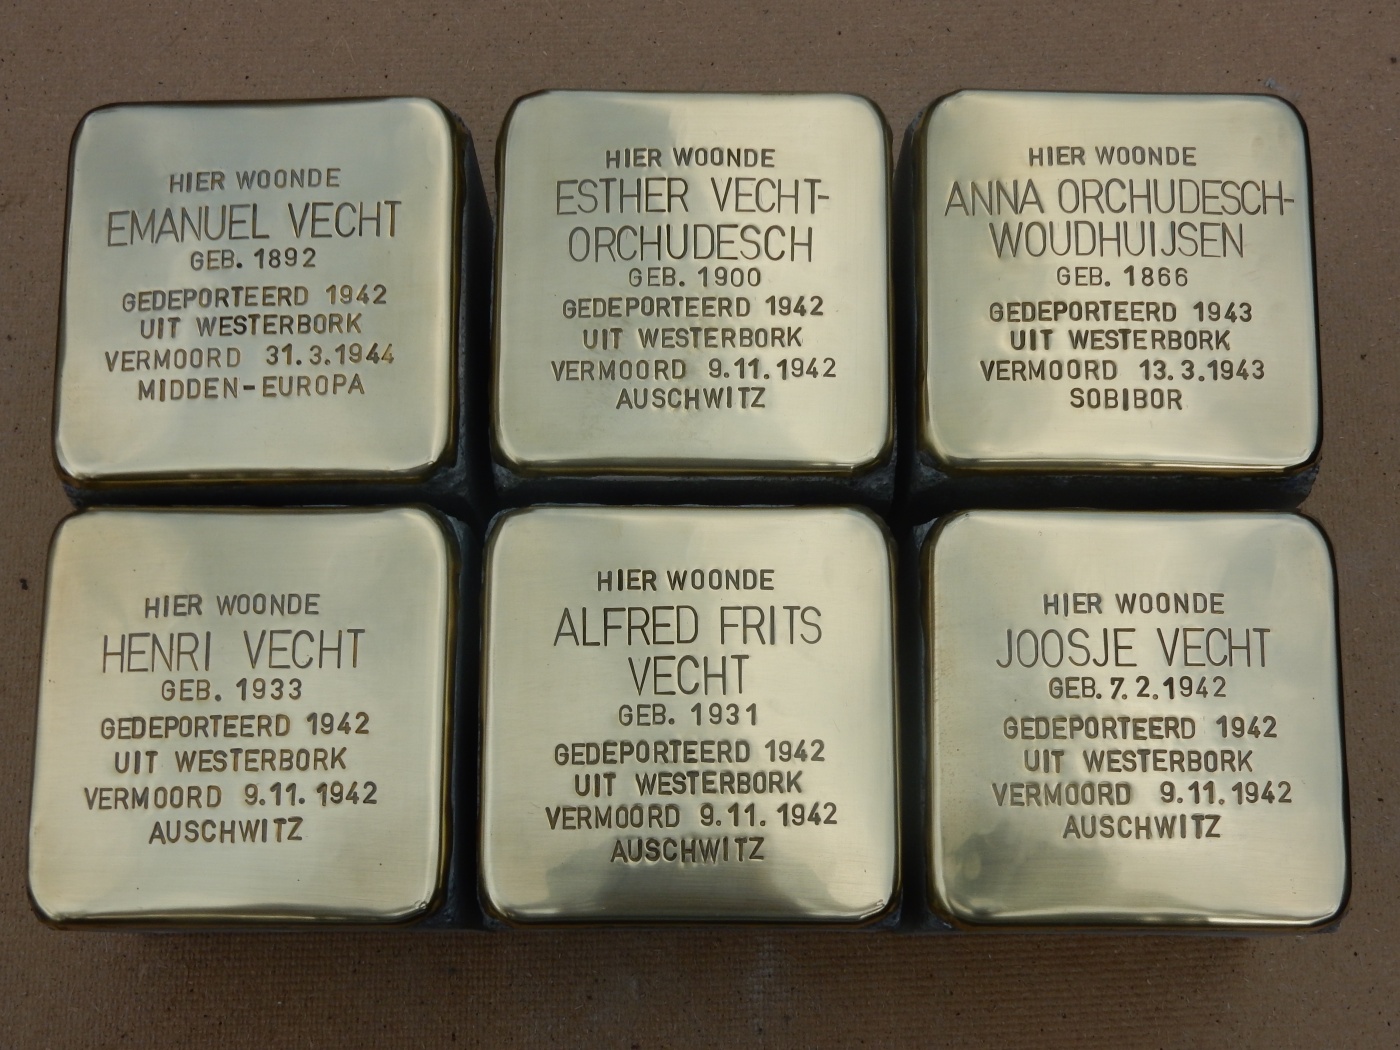 HIER WOONDE
EMANUEL VECHT
GEB. 1892
GEDEPORTEERD 1942
UIT WESTERBORK
VERMOORD 31.3.1944
MIDDEN-EUROPA
HIER WOONDE
ESTHER VECHT-
ORCHUDESCH
GEB. 1900
GEDEPORTEERD 1942
UIT WESTERBORK
VERMOORD 9.11.1942
AUSCHWITZ
HIER WOONDE
ANNA ORCHUDESCH-
WOUDHUIJSEN
GEB. 1866
GEDEPORTEERD 1943
UIT WESTERBORK
VERMOORD 13.3.1943
SOBIBOR
HIER WOONDE
HENRI VECHT
GEB. 1933
GEDEPORTEERD 1942
UIT WESTERBORK
VERMOORD 9.11.1942
AUSCHWITZ
HIER WOONDE
ALFRED FRITS
VECHT
GEB. 1931
GEDEPORTEERD 1942
UIT WESTERBORK
VERMOORD 9.11.1942
AUSCHWITZ
HIER WOONDE
JOOSJE VECHT
GEB. 7.2.1942
GEDEPORTEERD 1942
UIT WESTERBORK
VERMOORD 9.11.1942
AUSCHWITZ